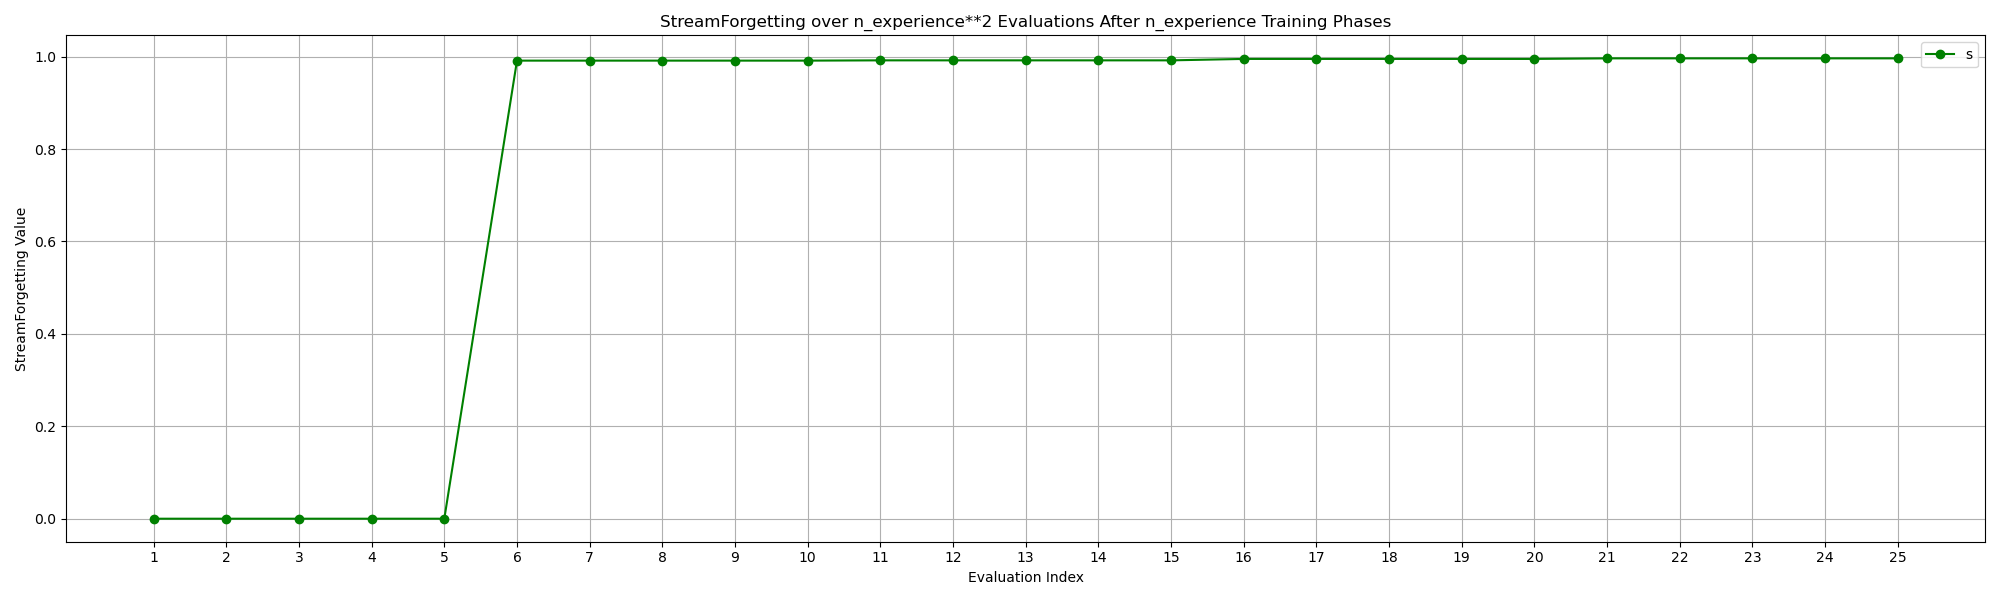 StreamForgetting over n_experience**2 Evaluations After n_experience Training Phases
s
StreamForgetting Value
1.0
0.8
0.6
0.4
0.2
0.0
1 2 3 4 5 6 7 8 9 10 11 12 13 14 15 16 17 18 19 20 21 22 23 24 25
Evaluation Index